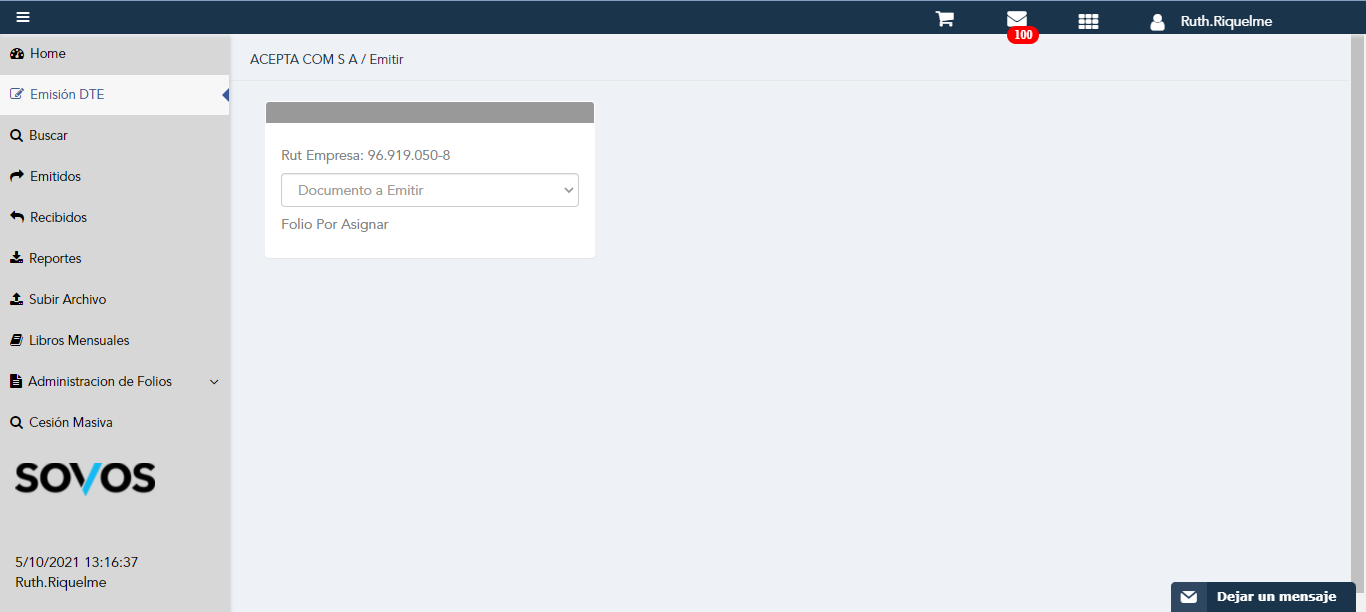 Ruth.Riquelme
100
Home
ACEPTA COM S A / Emitir
Emisión DTE
Buscar
Rut Empresa: 96.919.050-8
Emitidos
Documento a Emitir
Recibidos
Folio Por Asignar
Reportes
Subir Archivo
Libros Mensuales
Administracion de Folios
Cesión Masiva
SOVOS
5/10/2021 13:16:37
Ruth.Riquelme
Dejar un mensaje